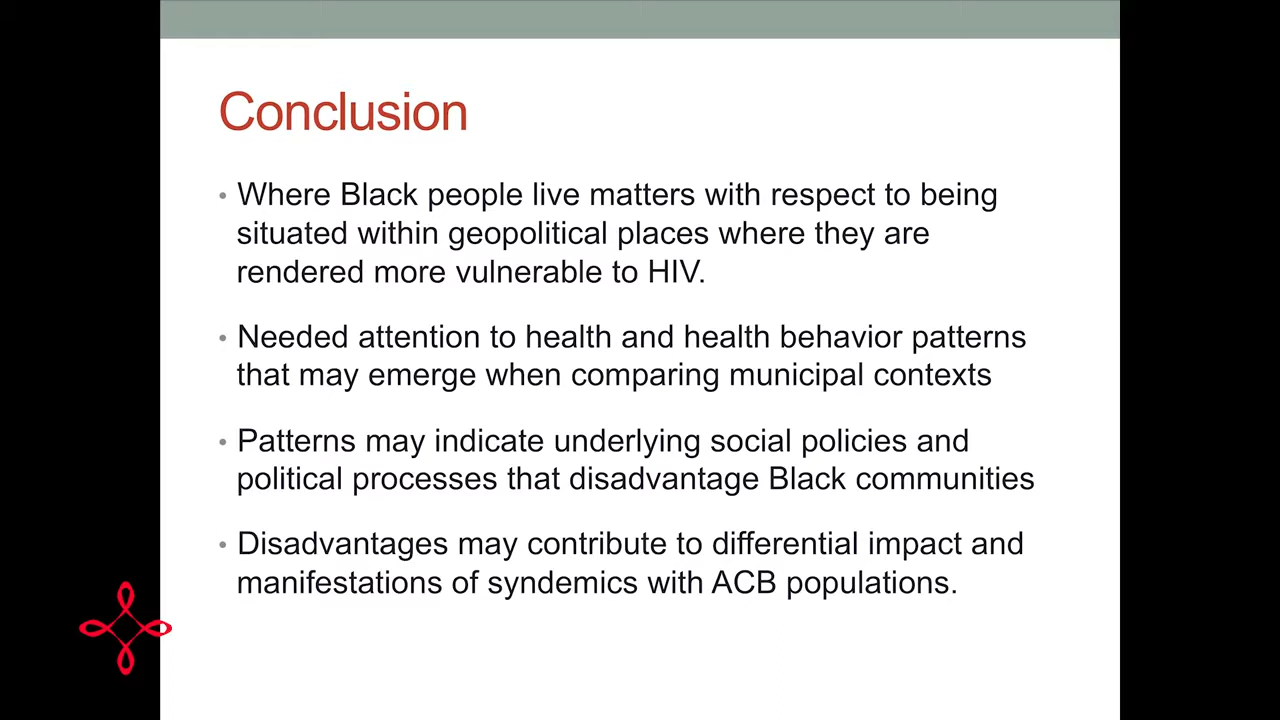 Conclusion
• Where Black people live matters with respect to being
situated within geopolitical places where they are
rendered more vulnerable to HIV.
• Needed attention to health and health behavior patterns
that may emerge when comparing municipal contexts
• Patterns may indicate underlying social policies and
political processes that disadvantage Black communities
• Disadvantages may contribute to differential impact and
manifestations of syndemics with ACB populations.